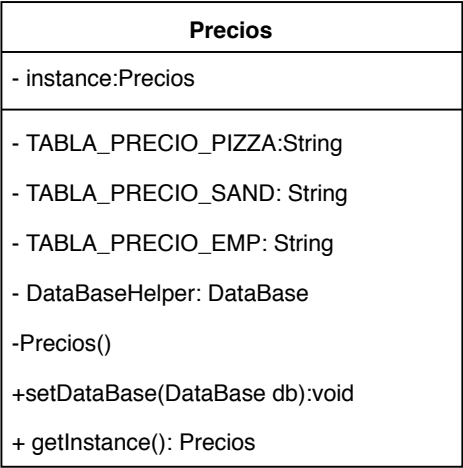 Precios
- instance:Precios
- TABLA_PRECIO_PIZZA:String
- TABLA_PRECIO_SAND: String
- TABLA_PRECIO_EMP: String
- DataBaseHelper: DataBase
-Precios()
+setDataBase(DataBase db):void
+ getInstance(): Precios